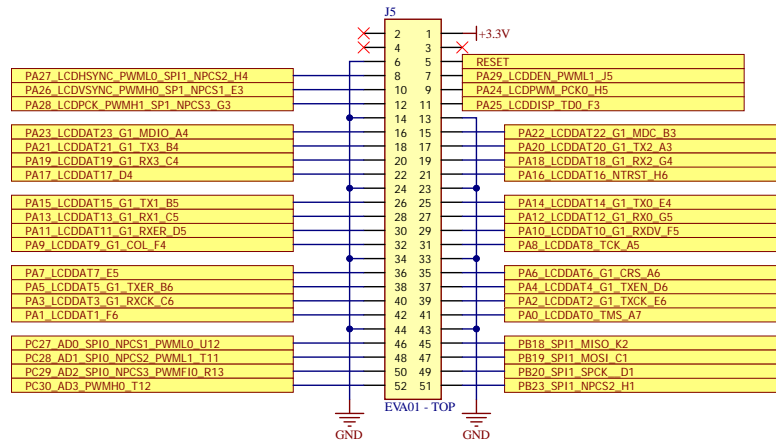 J5
2 1 +3.3V
4 3
6 5 RESET
PA27_LCDHSYNC_PWML0_SPI1_NPCS2_H4 8 7 PA29_LCDDEN_PWML1_J5
PA26_LCDVSYNC_PWMH0_SP1_NPCS1_E3 10 9 PA24_LCDPWM_PCK0_H5
PA28_LCDPCK_PWMH1_SP1_NPCS3_G3 12 11 PA25_LCDDISP_TD0_F3
14 13
PA23_LCDDAT23_G1_MDIO_A4 16 15 PA22_LCDDAT22_G1_MDC_B3
PA21_LCDDAT21_G1_TX3_B4 18 17 PA20_LCDDAT20_G1_TX2_A3
PA19_LCDDAT19_G1_RX3_C4 20 19 PA18_LCDDAT18_G1_RX2_G4
PA17_LCDDAT17_D4 22 21 PA16_LCDDAT16_NTRST_H6
24 23
PA15_LCDDAT15_G1_TX1_B5 26 25 PA14_LCDDAT14_G1_TX0_E4
PA13_LCDDAT13_G1_RX1_C5 28 27 PA12_LCDDAT12_G1_RX0_G5
PA11_LCDDAT11_G1_RXER_D5 30 29 PA10_LCDDAT10_G1_RXDV_F5
PA9_LCDDAT9_G1_COL_F4 32 31 PA8_LCDDAT8_TCK_A5
34 33
PA7_LCDDAT7_E5 36 35 PA6_LCDDAT6_G1_CRS_A6
PA5_LCDDAT5_G1_TXER_B6 38 37 PA4_LCDDAT4_G1_TXEN_D6
PA3_LCDDAT3_G1_RXCK_C6 40 39 PA2_LCDDAT2_G1_TXCK_E6
PA1_LCDDAT1_F6 42 41 PA0_LCDDAT0_TMS_A7
44 43
PC27_AD0_SPI0_NPCS1_PWML0_U12 46 45 PB18_SPI1_MISO_K2
PC28_AD1_SPI0_NPCS2_PWML1_T11 48 47 PB19_SPI1_MOSI_C1
PC29_AD2_SPI0_NPCS3_PWMFI0_R13 50 49 PB20_SPI1_SPCK__D1
PC30_AD3_PWMH0_T12 52 51 PB23_SPI1_NPCS2_H1
EVA01 - TOP
GND GND